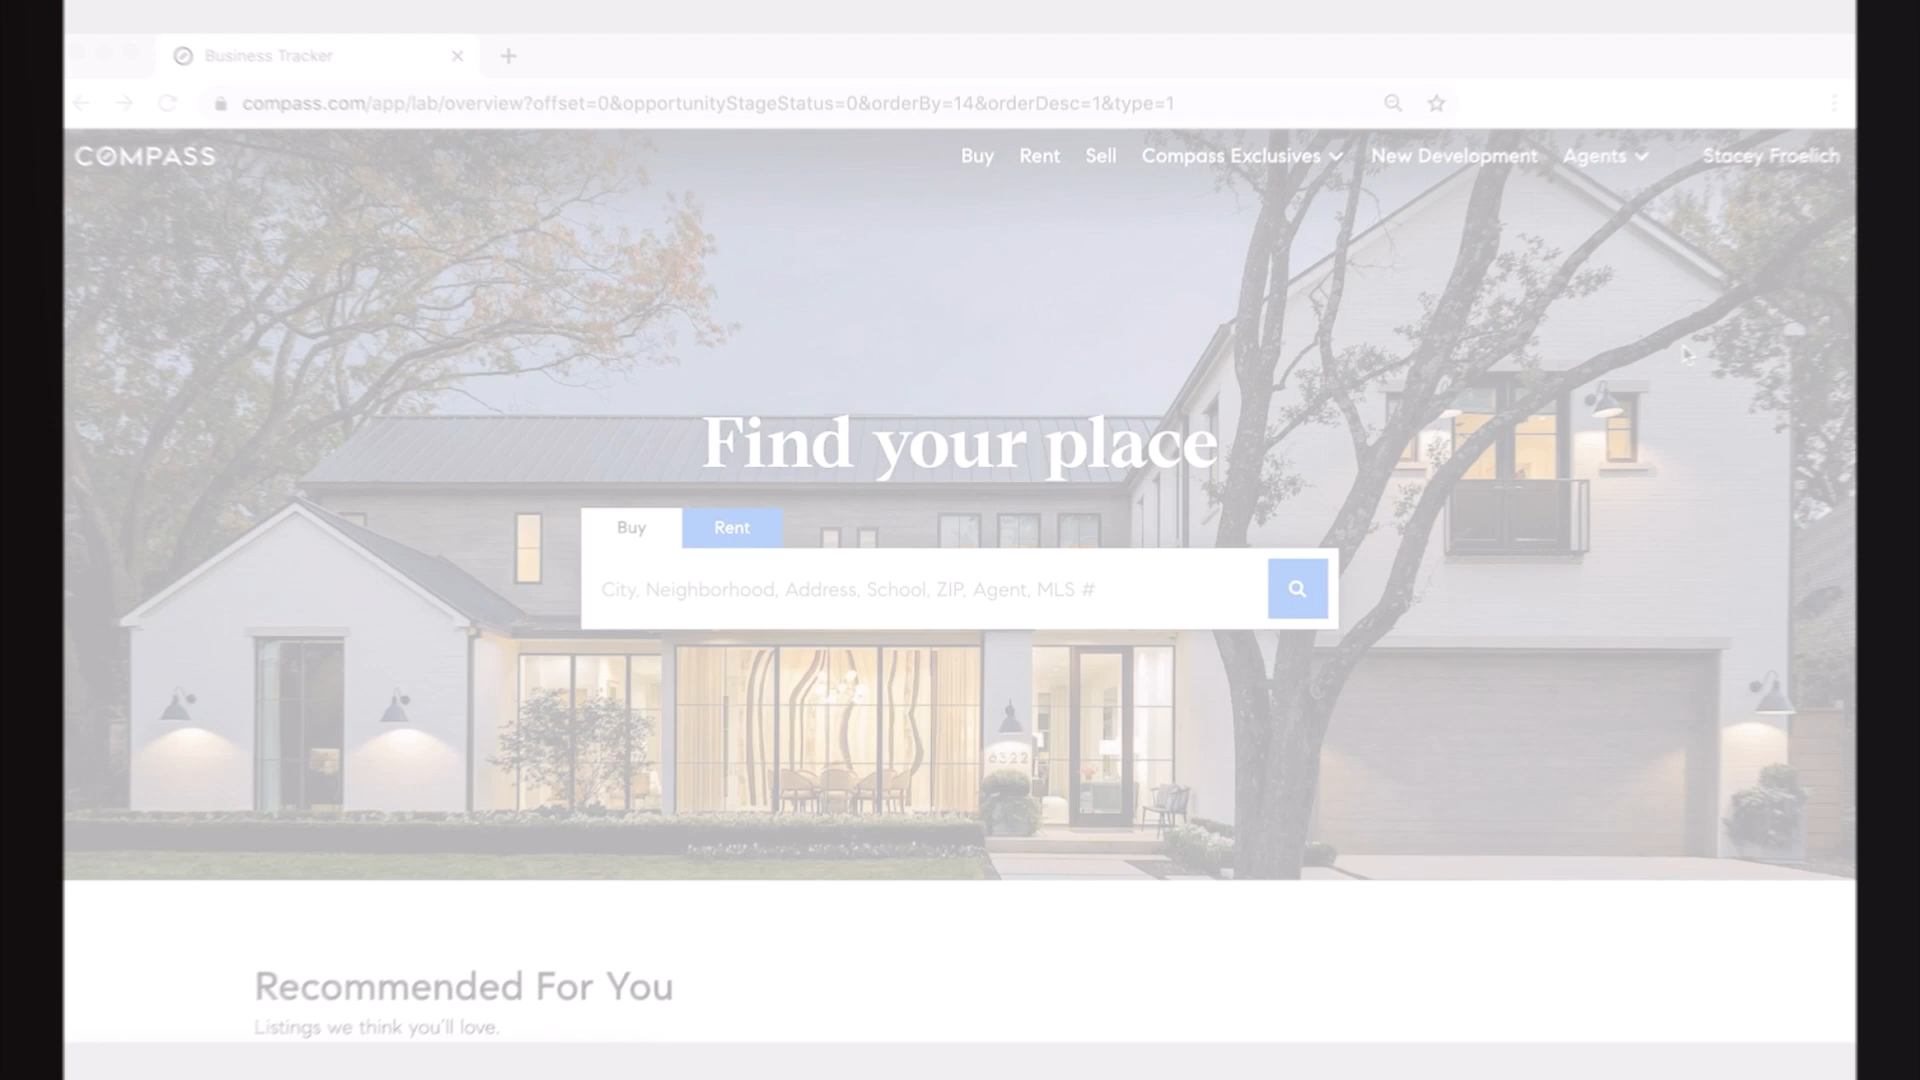 Business Tracker
compass.com/app/lab/overview?offset=0&opportunityStageStatus=0&orderBy=14&orderDesc=1&type=1
COMPASS
Buy Rent Sell Compass Exclusives New Development Agents Stacey Froelich
Find your place
Buy Rent
City, Neighborhood, Address, School, ZIP, Agent, MLS #
6322
Recommended For You
Listings we think you'll love.